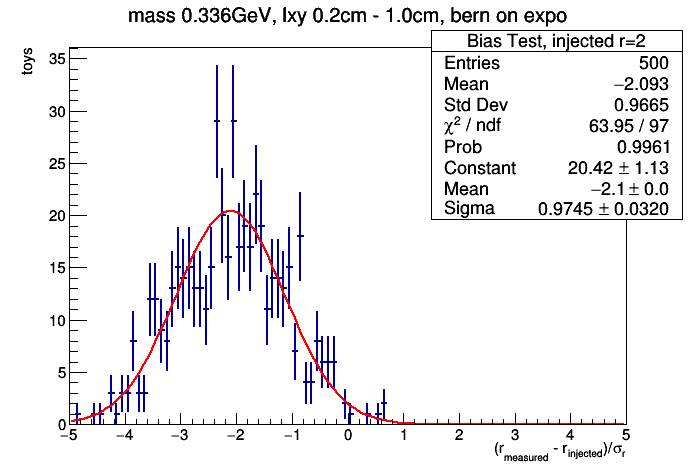 mass 0.336GeV, lxy 0.2cm - 1.0cm, bern on expo
Bias Test, injected r=2
Entries 500
Mean −2.093
Std Dev 0.9665
χ² / ndf 63.95 / 97
Prob 0.9961
Constant 20.42 ± 1.13
Mean −2.1 ± 0.0
Sigma 0.9745 ± 0.0320
toys
35
30
25
20
15
10
5
0
−5 −4 −3 −2 −1 0 1 2 3 4 5
(r_measured - r_injected)/σ_r